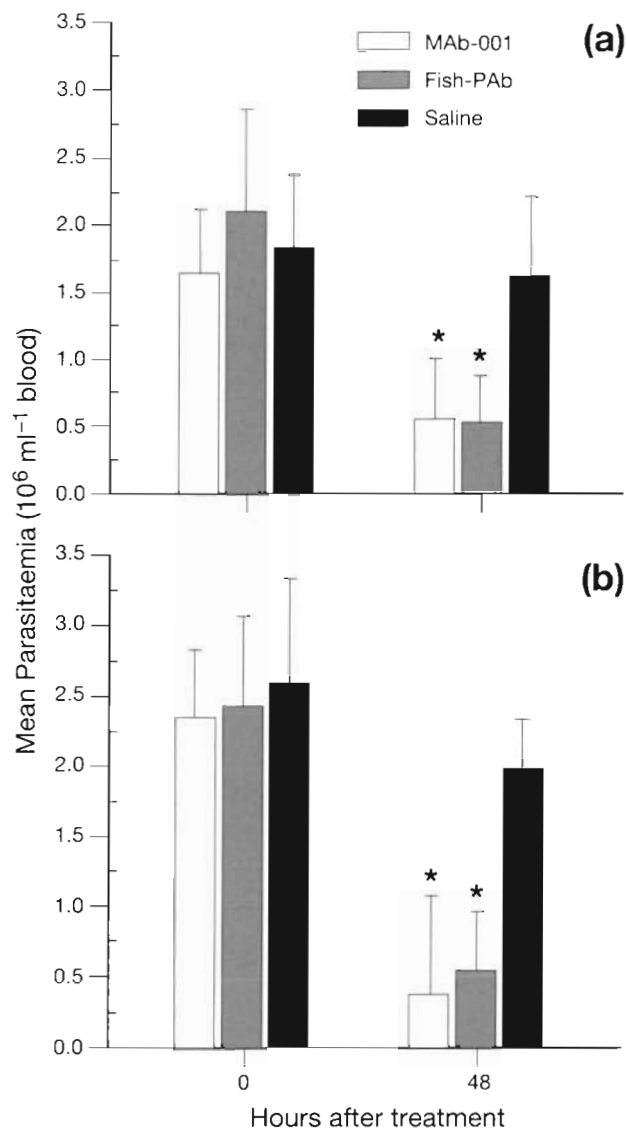 (a)
MAb-001
Fish-PAb
Saline
3.5
3.0
2.5
2.0
1.5
1.0
0.5
0.0
* *
Mean Parasitaemia (10⁶ ml⁻¹ blood)
(b)
3.5
3.0
2.5
2.0
1.5
1.0
0.5
0.0
* *
0 48
Hours after treatment